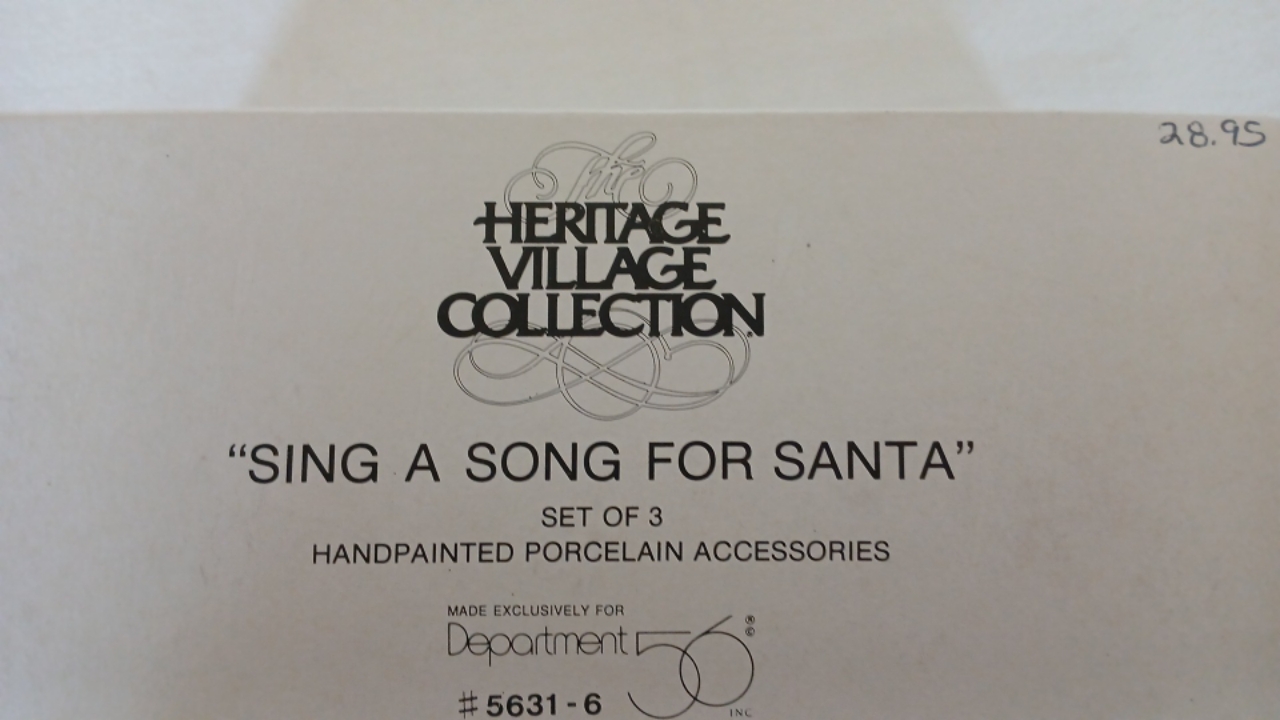 28.95
The
HERITAGE
VILLAGE
COLLECTION
“SING A SONG FOR SANTA”
SET OF 3
HANDPAINTED PORCELAIN ACCESSORIES
MADE EXCLUSIVELY FOR
Department 56 ® ©
INC
# 5631-6